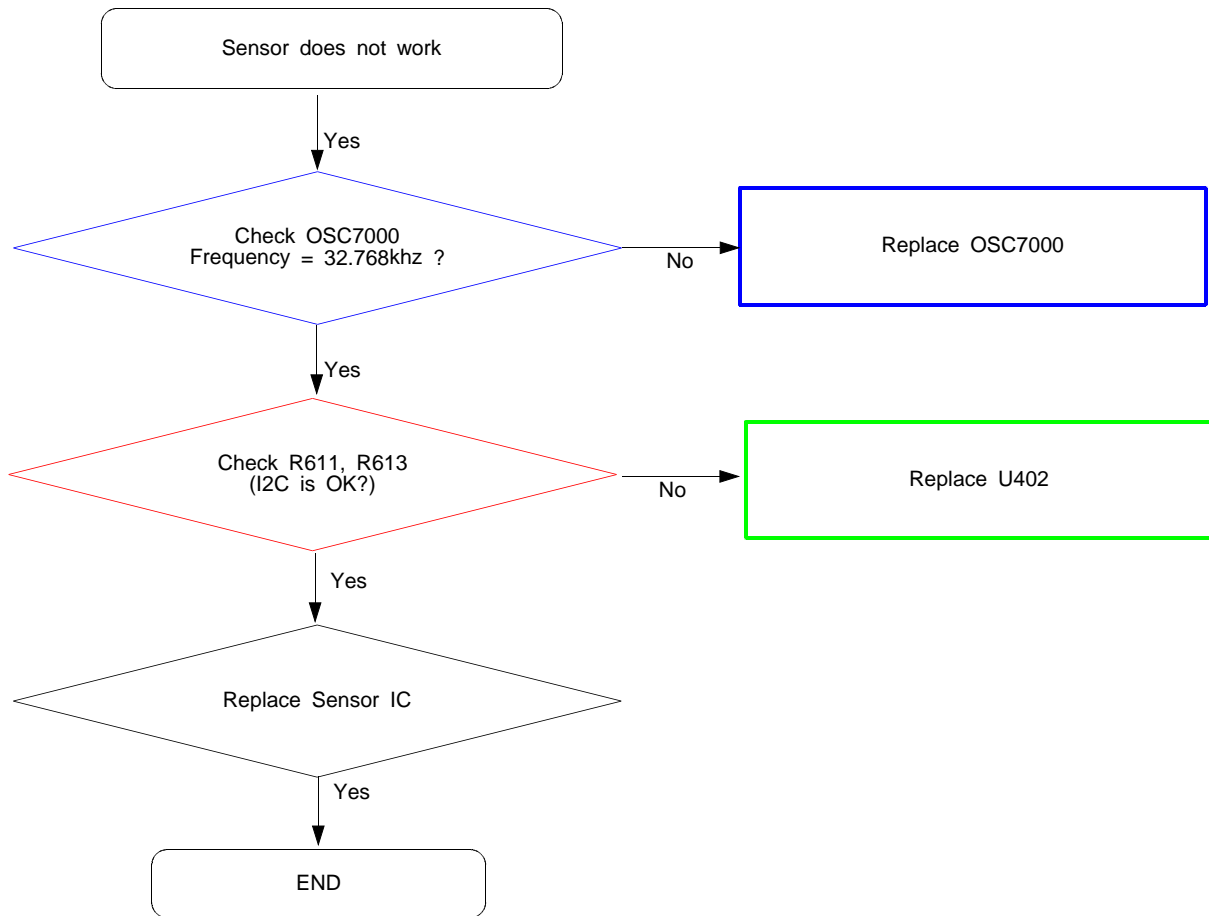 Sensor does not work
Yes
Check OSC7000
Frequency = 32.768khz ?
No
Replace OSC7000
Yes
Check R611, R613
(I2C is OK?)
No
Replace U402
Yes
Replace Sensor IC
Yes
END